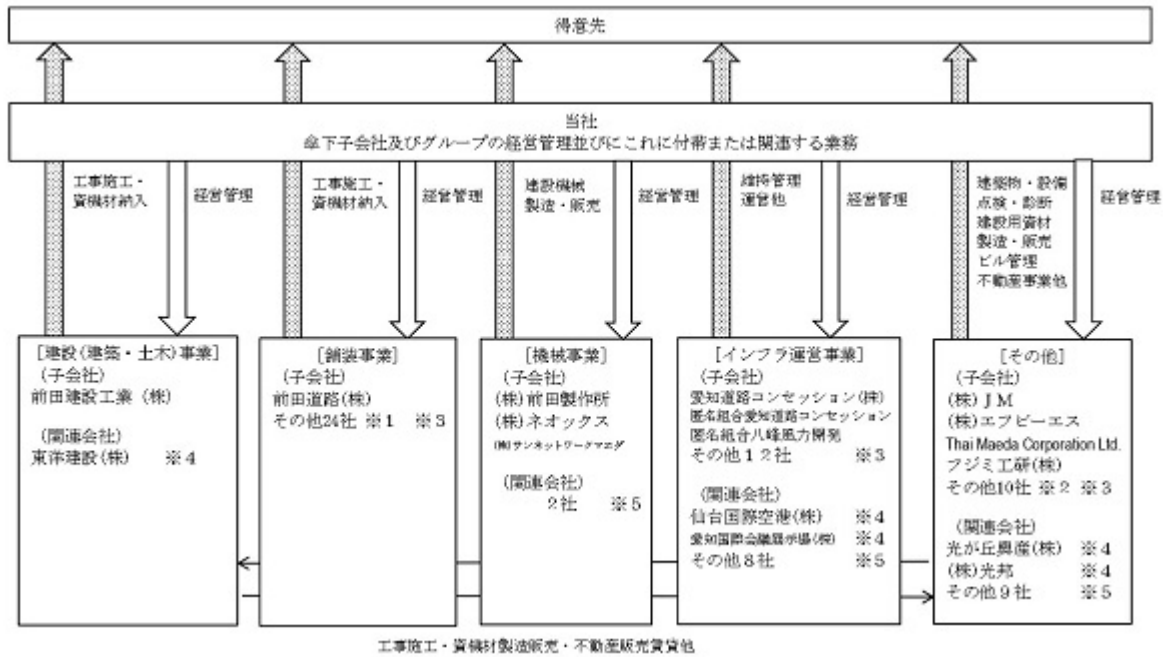 得意先
当社
傘下子会社及びグループの経営管理並びにこれに付帯または関連する業務
工事施工・
資機材納入
経営管理
工事施工・
資機材納入
経営管理
建設機械
製造・販売
経営管理
維持管理
運営他
経営管理
建築物・設備
点検・診断
建設用資材
製造・販売
ビル管理
不動産事業他
経営管理
[建設(建築・土木)事業]
(子会社)
前田建設工業(株)
(関連会社)
東洋建設(株) ※4
[舗装事業]
(子会社)
前田道路(株)
その他24社 ※1 ※3
[機械事業]
(子会社)
(株)前田製作所
(株)ネオックス
(株)サンネットワークマエダ
(関連会社)
2社 ※5
[インフラ運営事業]
(子会社)
愛知道路コンセッション(株)
匿名組合愛知道路コンセッション
匿名組合八峰風力開発
その他12社 ※3
(関連会社)
仙台国際空港(株) ※4
愛知国際会議展示場(株) ※4
その他8社 ※5
[その他]
(子会社)
(株)JM
(株)エフビーエス
Thai Maeda Corporation Ltd.
フジミ工研(株)
その他10社 ※2 ※3
(関連会社)
光が丘興産(株) ※4
(株)光邦 ※4
その他9社 ※5
工事施工・資機材製造販売・不動産販売賃貸他